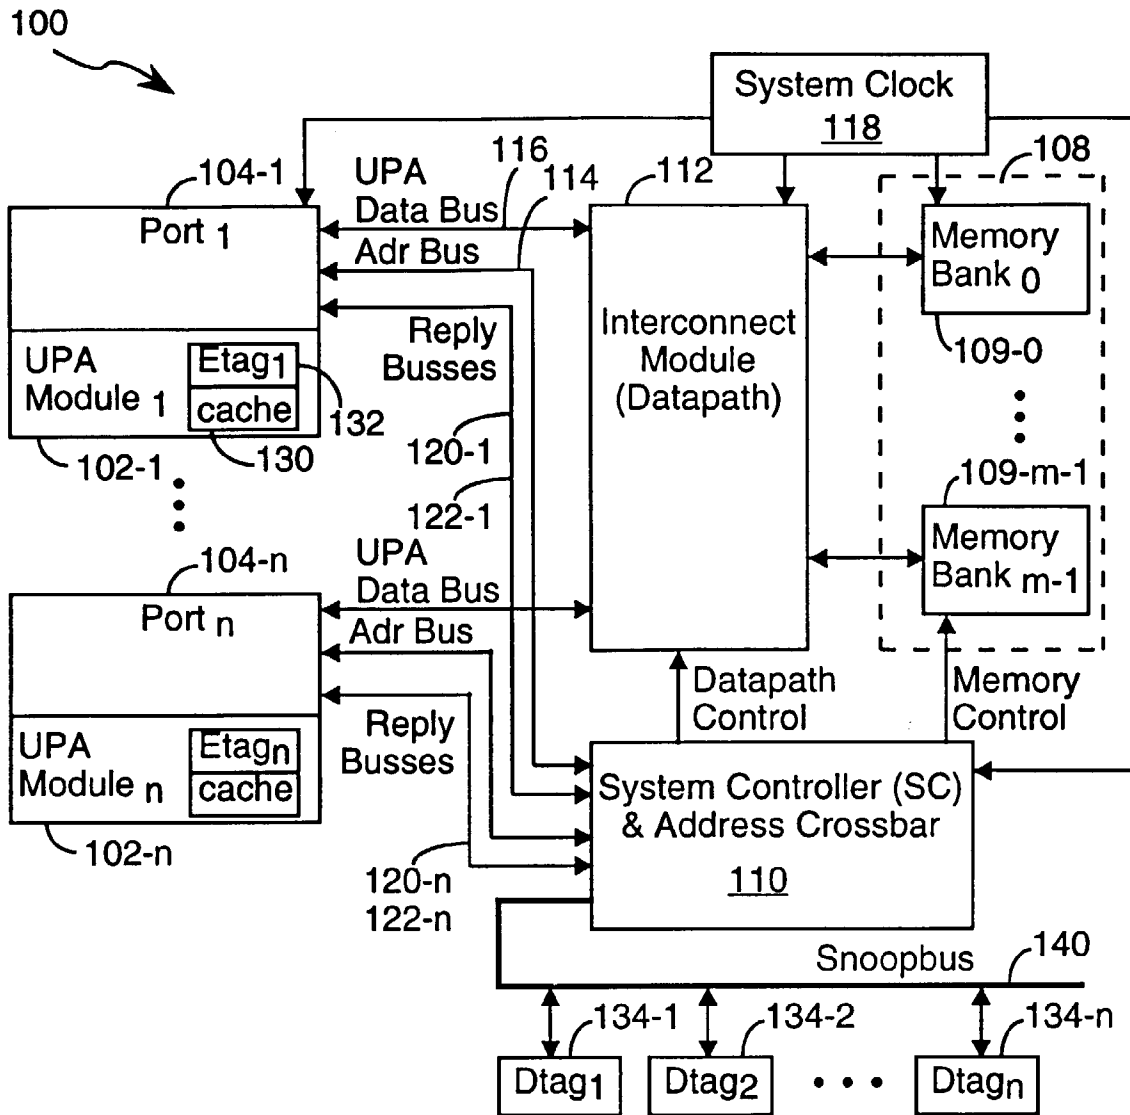 100
System Clock
118
104-1
UPA
Data Bus
116
114
112
108
Port 1
Adr Bus
Memory
Bank 0
109-0
Reply
Busses
Interconnect
Module
(Datapath)
UPA
Module 1
Etag1
cache
132
130
102-1
120-1
122-1
109-m-1
Memory
Bank m-1
104-n
UPA
Data Bus
Port n
Adr Bus
Datapath
Control
Memory
Control
Reply
Busses
UPA
Module n
Etagn
cache
102-n
System Controller (SC)
& Address Crossbar
110
120-n
122-n
Snoopbus
140
134-1
134-2
134-n
Dtag1
Dtag2
Dtagn